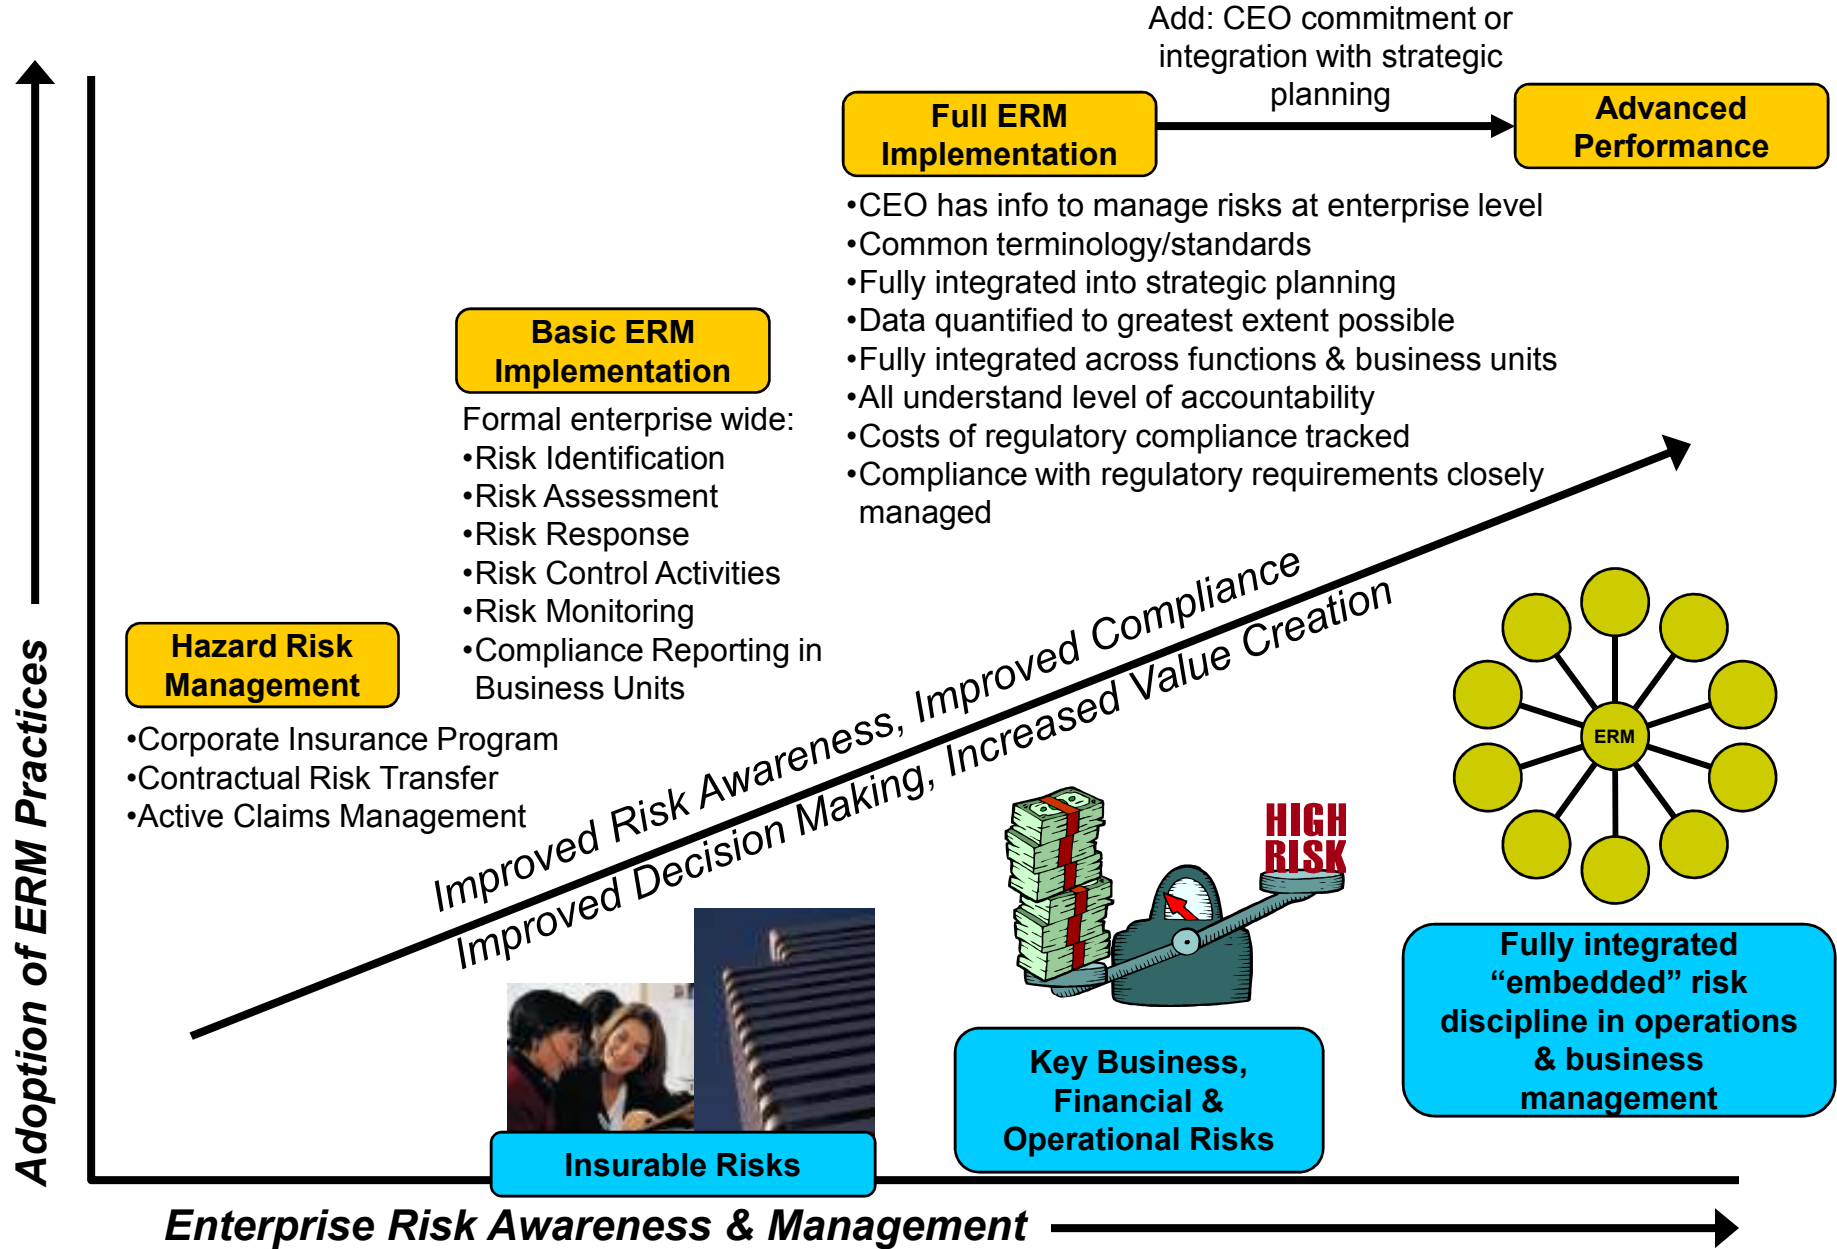 Add: CEO commitment or
integration with strategic
planning
Full ERM
Implementation
Advanced
Performance
•CEO has info to manage risks at enterprise level
•Common terminology/standards
•Fully integrated into strategic planning
•Data quantified to greatest extent possible
•Fully integrated across functions & business units
•All understand level of accountability
•Costs of regulatory compliance tracked
•Compliance with regulatory requirements closely
managed
Basic ERM
Implementation
Formal enterprise wide:
•Risk Identification
•Risk Assessment
•Risk Response
•Risk Control Activities
•Risk Monitoring
•Compliance Reporting in
Business Units
Hazard Risk
Management
•Corporate Insurance Program
•Contractual Risk Transfer
•Active Claims Management
Improved Risk Awareness, Improved Compliance
Improved Decision Making, Increased Value Creation
ERM
HIGH
RISK
Insurable Risks
Key Business,
Financial &
Operational Risks
Fully integrated
“embedded” risk
discipline in operations
& business
management
Adoption of ERM Practices
Enterprise Risk Awareness & Management